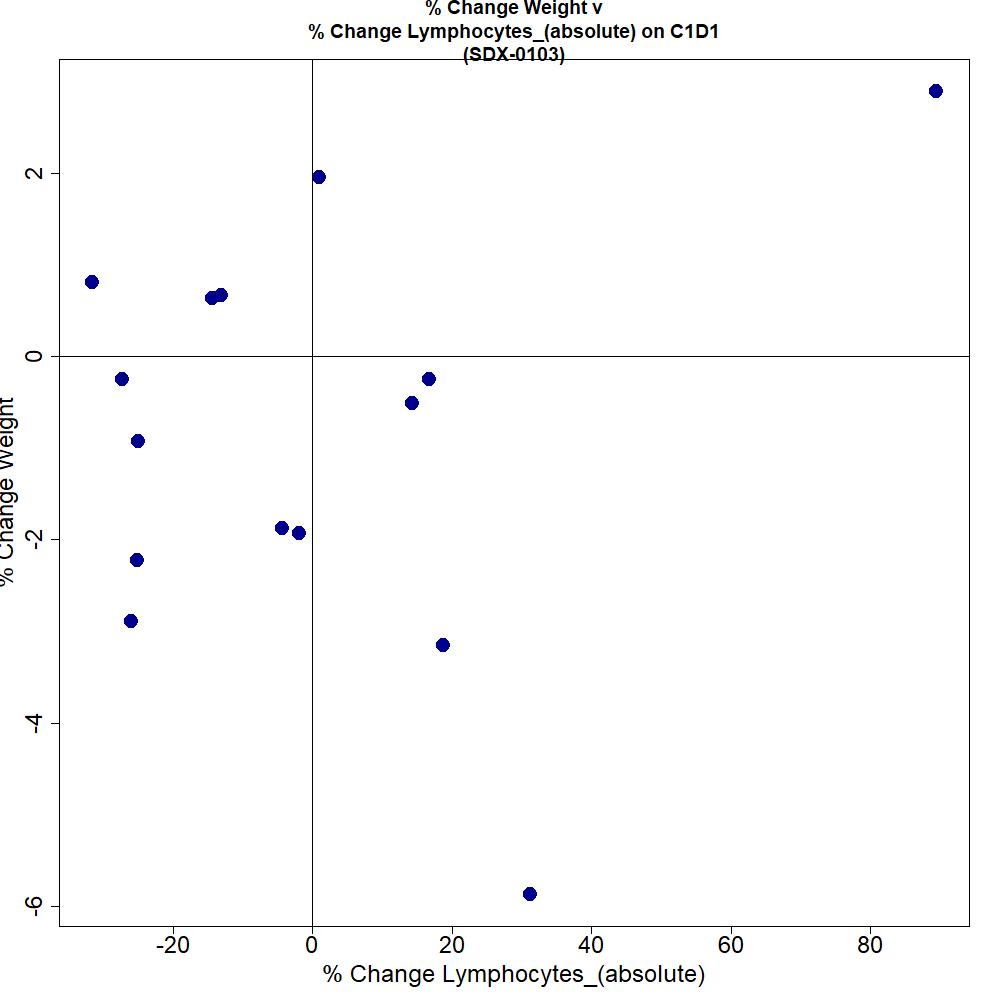 % Change Weight v
% Change Lymphocytes_(absolute) on C1D1
(SDX-0103)
2
0
-2
-4
-6
% Change Weight
-20
0
20
40
60
80
% Change Lymphocytes_(absolute)